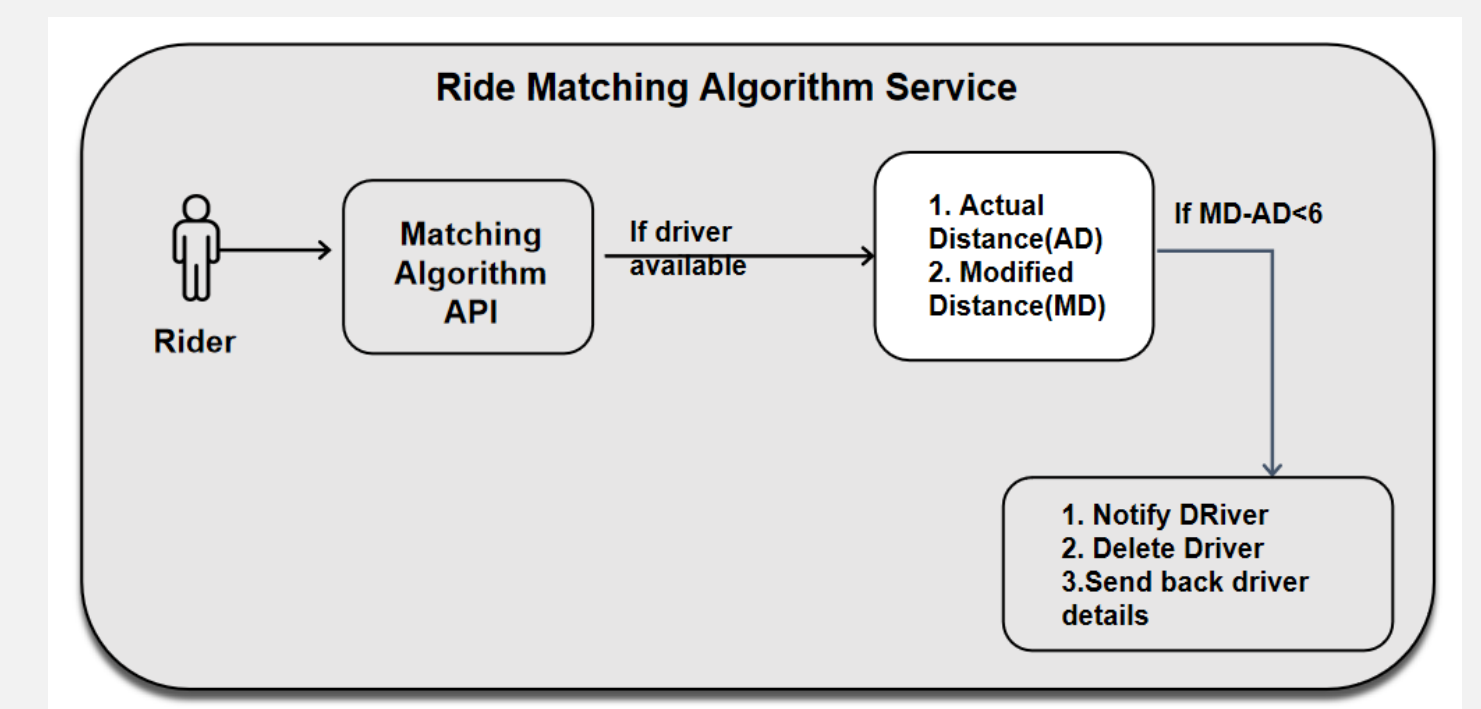 Ride Matching Algorithm Service
Rider
Matching
Algorithm
API
If driver
available
1. Actual
Distance(AD)
2. Modified
Distance(MD)
If MD-AD<6
1. Notify DRiver
2. Delete Driver
3.Send back driver
details